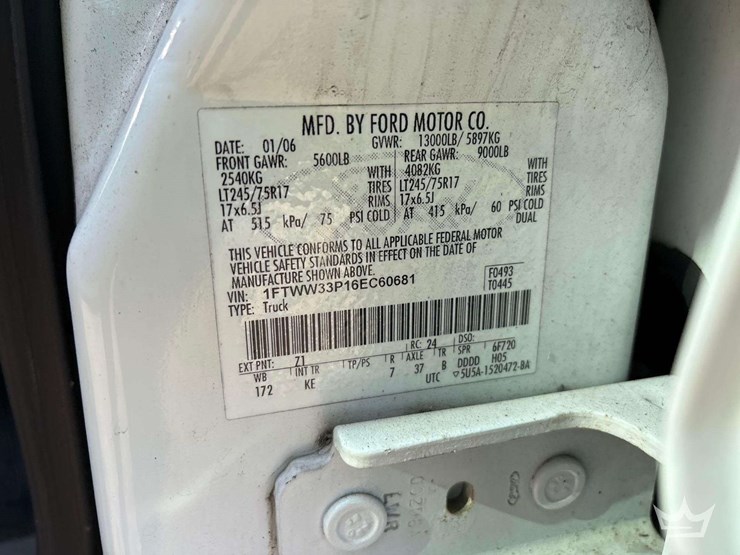 MFD. BY FORD MOTOR CO.
DATE: 01/06 GVWR: 13000LB/ 5897KG
FRONT GAWR: 5600LB REAR GAWR: 9000LB
2540KG WITH 4082KG WITH
LT245/75R17 TIRES LT245/75R17 TIRES
17x6.5J RIMS 17x6.5J RIMS
AT 515 kPa/ 75 PSI COLD AT 415 kPa/ 60 PSI COLD
DUAL
THIS VEHICLE CONFORMS TO ALL APPLICABLE FEDERAL MOTOR
VEHICLE SAFETY STANDARDS IN EFFECT ON THE DATE OF
MANUFACTURE SHOWN ABOVE.
VIN: 1FTWW33P16EC60681 F0493
TYPE: Truck T0445
EXT PNT: Z1 RC: 24 DSO:
WB INT TR TP/PS R AXLE TR SPR 6F720
172 KE 7 37 B DDDD H05
UTC ▽5U5A-1520472-BA
LWR